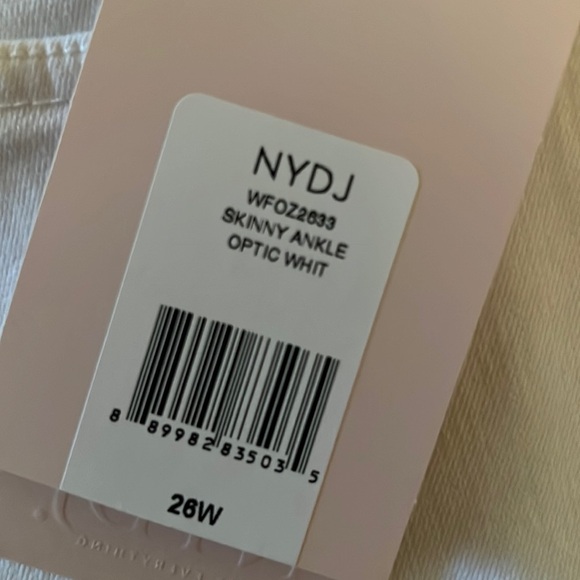 NYDJ
WFOZ2633
SKINNY ANKLE
OPTIC WHIT
8 89982 83503 5
26W